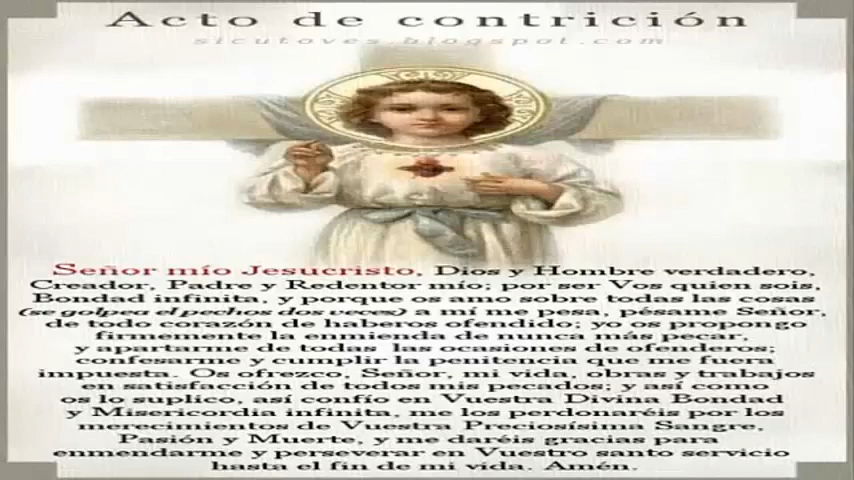 Acto de contrición
sicutoves.blogspot.com
Señor mío Jesucristo, Dios y Hombre verdadero,
Creador, Padre y Redentor mío; por ser Vos quien sois,
Bondad infinita, y porque os amo sobre todas las cosas
(se golpea el pechos dos veces) a mí me pesa, pésame Señor,
de todo corazón de haberos ofendido; yo os propongo
firmemente la enmienda de nunca más pecar,
y apartarme de todas las ocasiones de ofenderos;
confesarme y cumplir la penitencia que me fuera
impuesta. Os ofrezco, Señor, mi vida, obras y trabajos
en satisfacción de todos mis pecados; y así como
os lo suplico, así confío en Vuestra Divina Bondad
y Misericordia infinita, me los perdonaréis por los
merecimientos de Vuestra Preciosísima Sangre,
Pasión y Muerte, y me daréis gracias para
enmendarme y perseverar en Vuestro santo servicio
hasta el fin de mi vida. Amén.